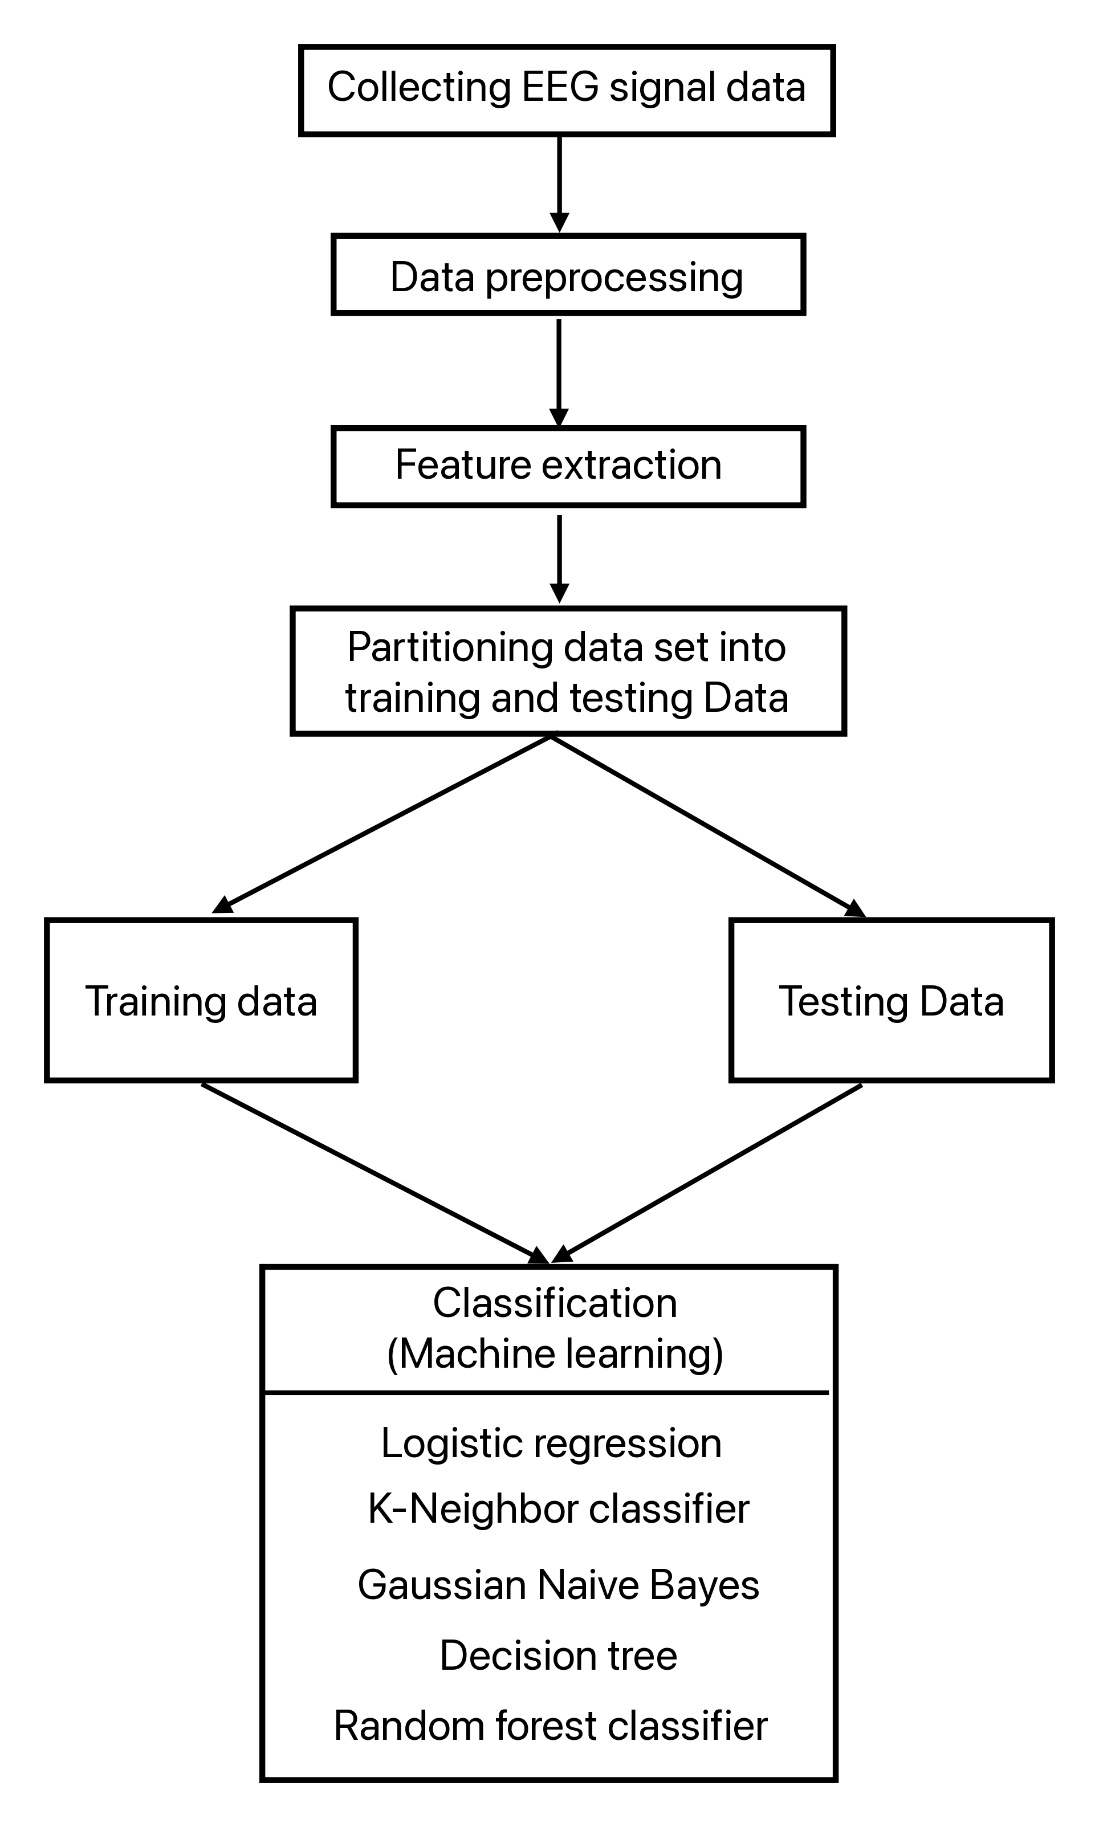 Collecting EEG signal data
Data preprocessing
Feature extraction
Partitioning data set into
training and testing Data
Training data
Testing Data
Classification
(Machine learning)
Logistic regression
K-Neighbor classifier
Gaussian Naive Bayes
Decision tree
Random forest classifier